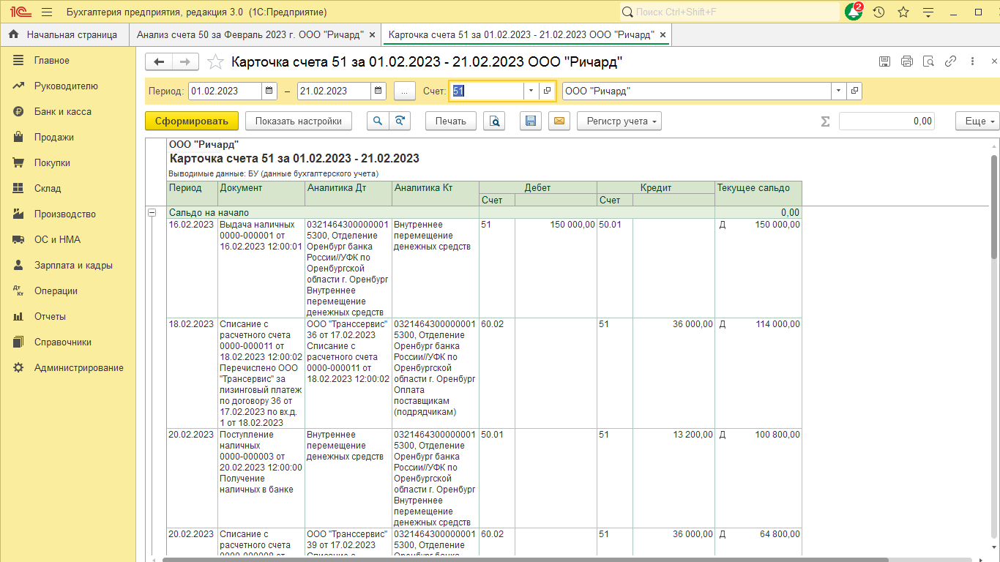 1С Бухгалтерия предприятия, редакция 3.0 (1С:Предприятие) Поиск Ctrl+Shift+F 2
Начальная страница Анализ счета 50 за Февраль 2023 г. ООО "Ричард" × Карточка счета 51 за 01.02.2023 - 21.02.2023 ООО "Ричард" ×
Главное
Руководителю
Банк и касса
Продажи
Покупки
Склад
Производство
ОС и НМА
Зарплата и кадры
Дт Кт Операции
Отчеты
Справочники
Администрирование
Карточка счета 51 за 01.02.2023 - 21.02.2023 ООО "Ричард"
Период: 01.02.2023 – 21.02.2023 ... Счет: 51 ООО "Ричард"
Сформировать Показать настройки Печать Регистр учета Σ 0,00 Еще
ООО "Ричард"
Карточка счета 51 за 01.02.2023 - 21.02.2023
Выводимые данные: БУ (данные бухгалтерского учета)
Период Документ Аналитика Дт Аналитика Кт Дебет Кредит Текущее сальдо
Счет Счет
Сальдо на начало 0,00
16.02.2023 Выдача наличных 0321464300000001 Внутреннее 51 150 000,00 50.01 Д 150 000,00
0000-000001 от 5300, Отделение перемещение
16.02.2023 12:00:01 Оренбург банка денежных средств
России//УФК по
Оренбургской
области г. Оренбург
Внутреннее
перемещение
денежных средств
18.02.2023 Списание с ООО "Транссервис" 0321464300000001 60.02 51 36 000,00 Д 114 000,00
расчетного счета 36 от 17.02.2023 5300, Отделение
0000-000011 от Списание с Оренбург банка
18.02.2023 12:00:02 расчетного счета России//УФК по
Перечислено ООО 0000-000011 от Оренбургской
"Трансервис" за 18.02.2023 12:00:02 области г. Оренбург
лизинговый платеж Оплата
по договору 36 от поставщикам
17.02.2023 по вх.д. (подрядчикам)
1 от 18.02.2023
20.02.2023 Поступление Внутреннее 0321464300000001 50.01 51 13 200,00 Д 100 800,00
наличных перемещение 5300, Отделение
0000-000003 от денежных средств Оренбург банка
20.02.2023 12:00:00 России//УФК по
Получение Оренбургской
наличных в банке области г. Оренбург
Внутреннее
перемещение
денежных средств
20.02.2023 Списание с ООО "Транссервис" 0321464300000001 60.02 51 36 000,00 Д 64 800,00
расчетного счета 39 от 17.02.2023 5300, Отделение